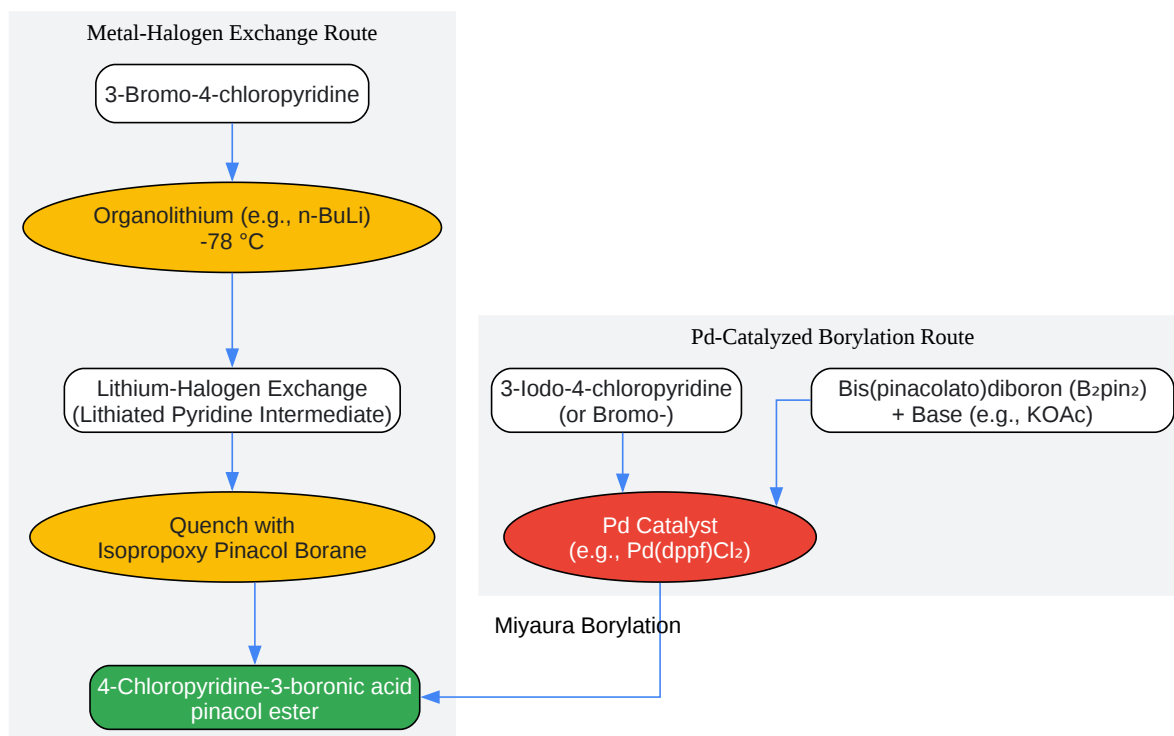 Metal-Halogen Exchange Route
3-Bromo-4-chloropyridine
Organolithium (e.g., n-BuLi)
-78 °C
Lithium-Halogen Exchange
(Lithiated Pyridine Intermediate)
Quench with
Isopropoxy Pinacol Borane
4-Chloropyridine-3-boronic acid
pinacol ester
Pd-Catalyzed Borylation Route
3-Iodo-4-chloropyridine
(or Bromo-)
Bis(pinacolato)diboron (B₂pin₂)
+ Base (e.g., KOAc)
Pd Catalyst
(e.g., Pd(dppf)Cl₂)
Miyaura Borylation